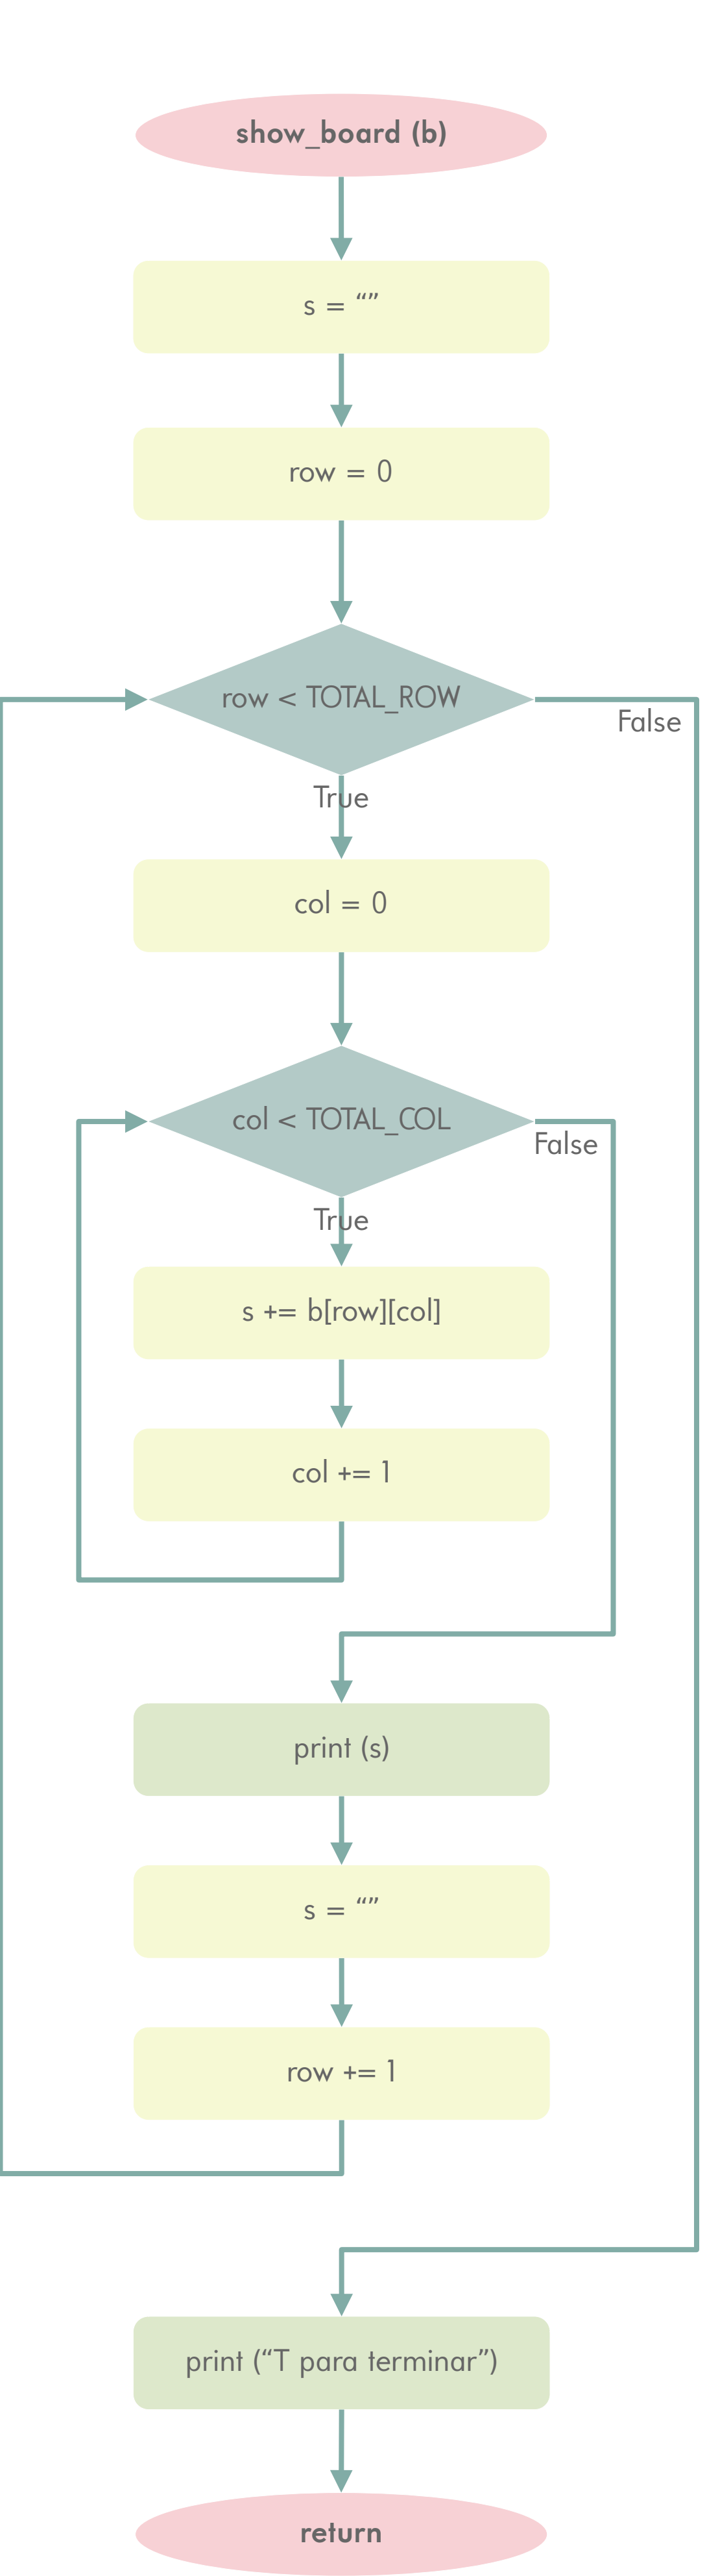 show_board (b)
s = “”
row = 0
row < TOTAL_ROW
False
True
col = 0
col < TOTAL_COL
False
True
s += b[row][col]
col += 1
print (s)
s = “”
row += 1
print (“T para terminar”)
return